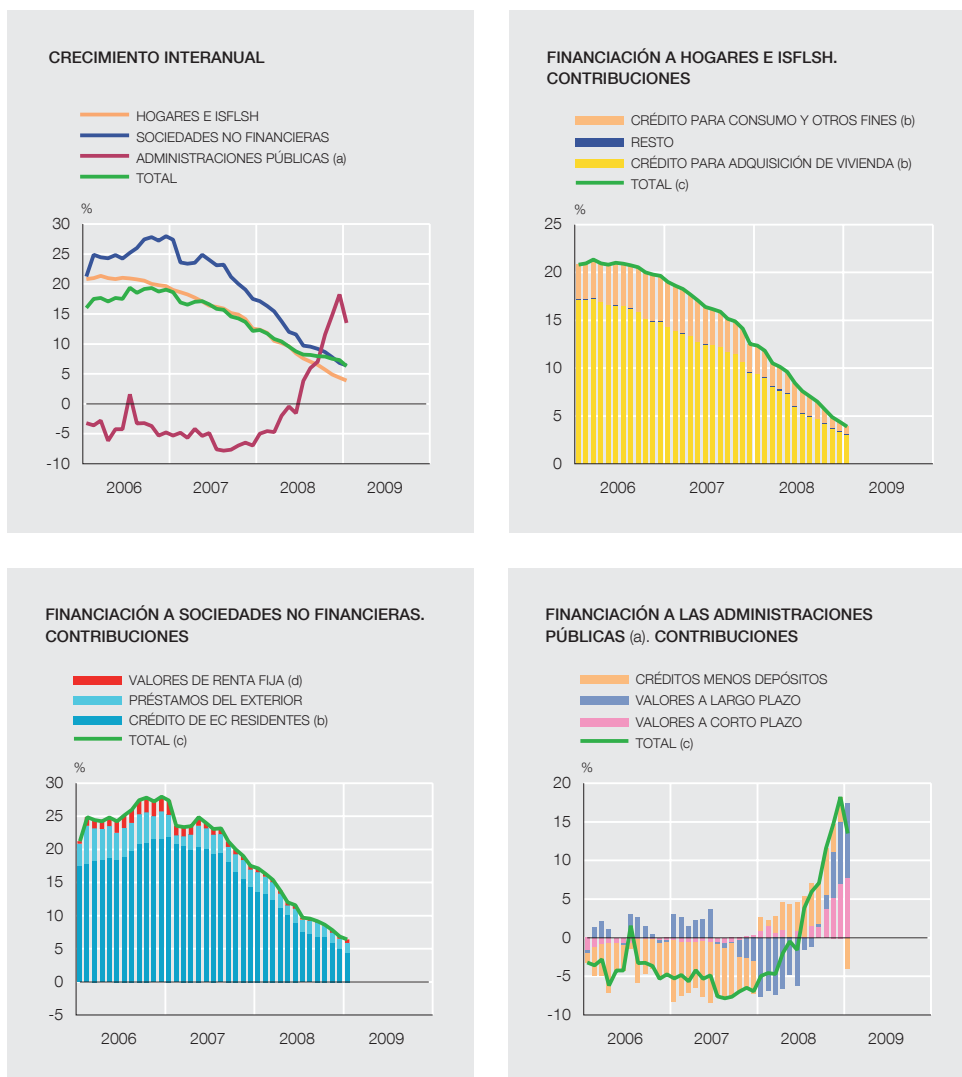 CRECIMIENTO INTERANUAL
HOGARES E ISFLSH
SOCIEDADES NO FINANCIERAS
ADMINISTRACIONES PÚBLICAS (a)
TOTAL
%
30
25
20
15
10
5
0
-5
-10
2006 2007 2008 2009
FINANCIACIÓN A HOGARES E ISFLSH.
CONTRIBUCIONES
CRÉDITO PARA CONSUMO Y OTROS FINES (b)
RESTO
CRÉDITO PARA ADQUISICIÓN DE VIVIENDA (b)
TOTAL (c)
%
25
20
15
10
5
0
2006 2007 2008 2009
FINANCIACIÓN A SOCIEDADES NO FINANCIERAS.
CONTRIBUCIONES
VALORES DE RENTA FIJA (d)
PRÉSTAMOS DEL EXTERIOR
CRÉDITO DE EC RESIDENTES (b)
TOTAL (c)
%
30
25
20
15
10
5
0
-5
2006 2007 2008 2009
FINANCIACIÓN A LAS ADMINISTRACIONES
PÚBLICAS (a). CONTRIBUCIONES
CRÉDITOS MENOS DEPÓSITOS
VALORES A LARGO PLAZO
VALORES A CORTO PLAZO
TOTAL (c)
%
20
15
10
5
0
-5
-10
2006 2007 2008 2009